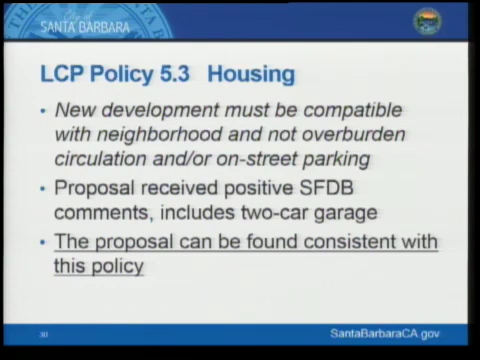 SANTA BARBARA
LCP Policy 5.3 Housing
• New development must be compatible
with neighborhood and not overburden
circulation and/or on-street parking
• Proposal received positive SFDB
comments, includes two-car garage
• The proposal can be found consistent with
this policy
30
SantaBarbaraCA.gov